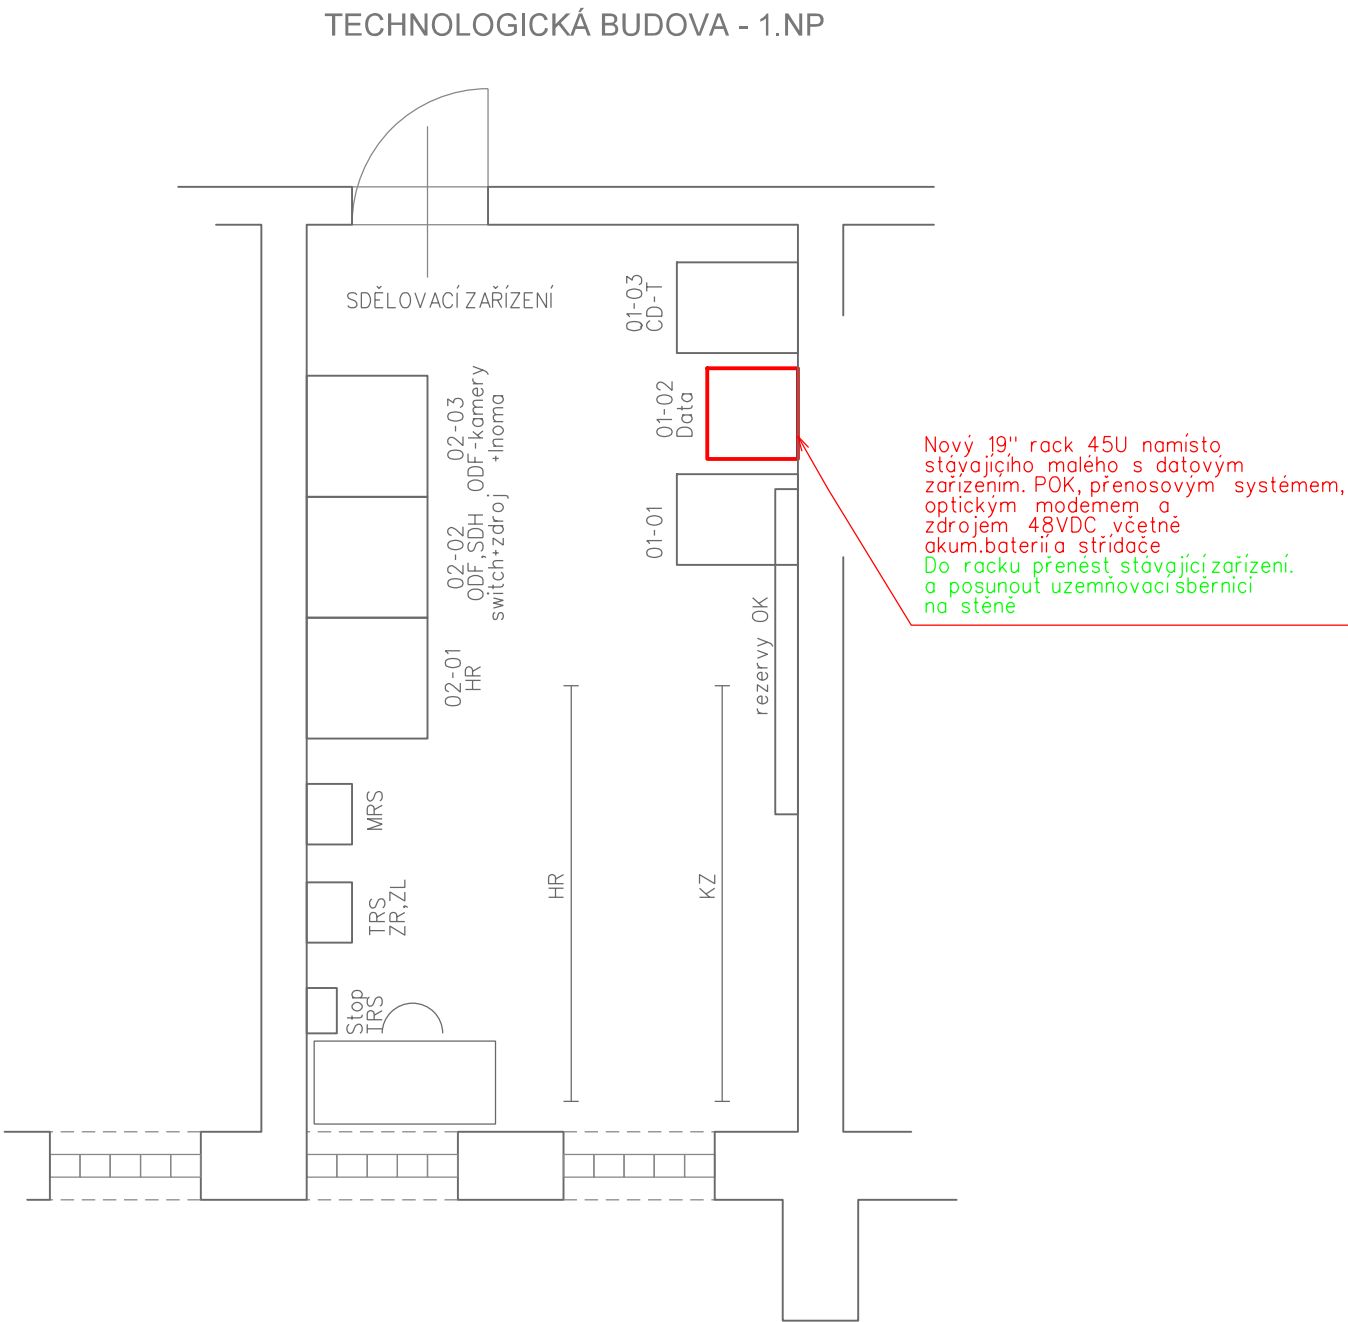 TECHNOLOGICKÁ BUDOVA - 1.NP
SDĚLOVACÍ ZAŘÍZENÍ
01-03
CD-T
01-02
Data
01-01
02-03
ODF-kamery
+Inoma
02-02
ODF,SDH
switch+zdroj
02-01
HR
Nový 19'' rack 45U namísto
stávajícího malého s datovým
zařízením. POK, přenosovým systémem,
optickým modemem a
zdrojem 48VDC včetně
akum.baterií a střídače
Do racku přenést stávající zařízení.
a posunout uzemňovací sběrnici
na stěně
rezervy OK
MRS
TRS
ZR,ZL
Stop
TRS
HR
KZ